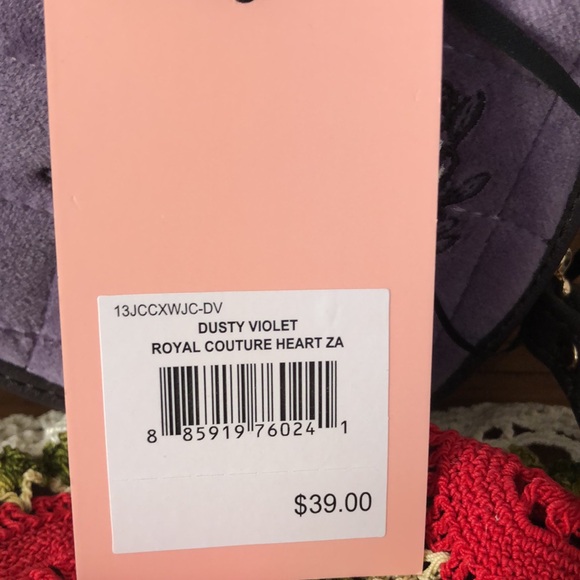 13JCCXWJC-DV
DUSTY VIOLET
ROYAL COUTURE HEART ZA
8 85919 76024 1
$39.00